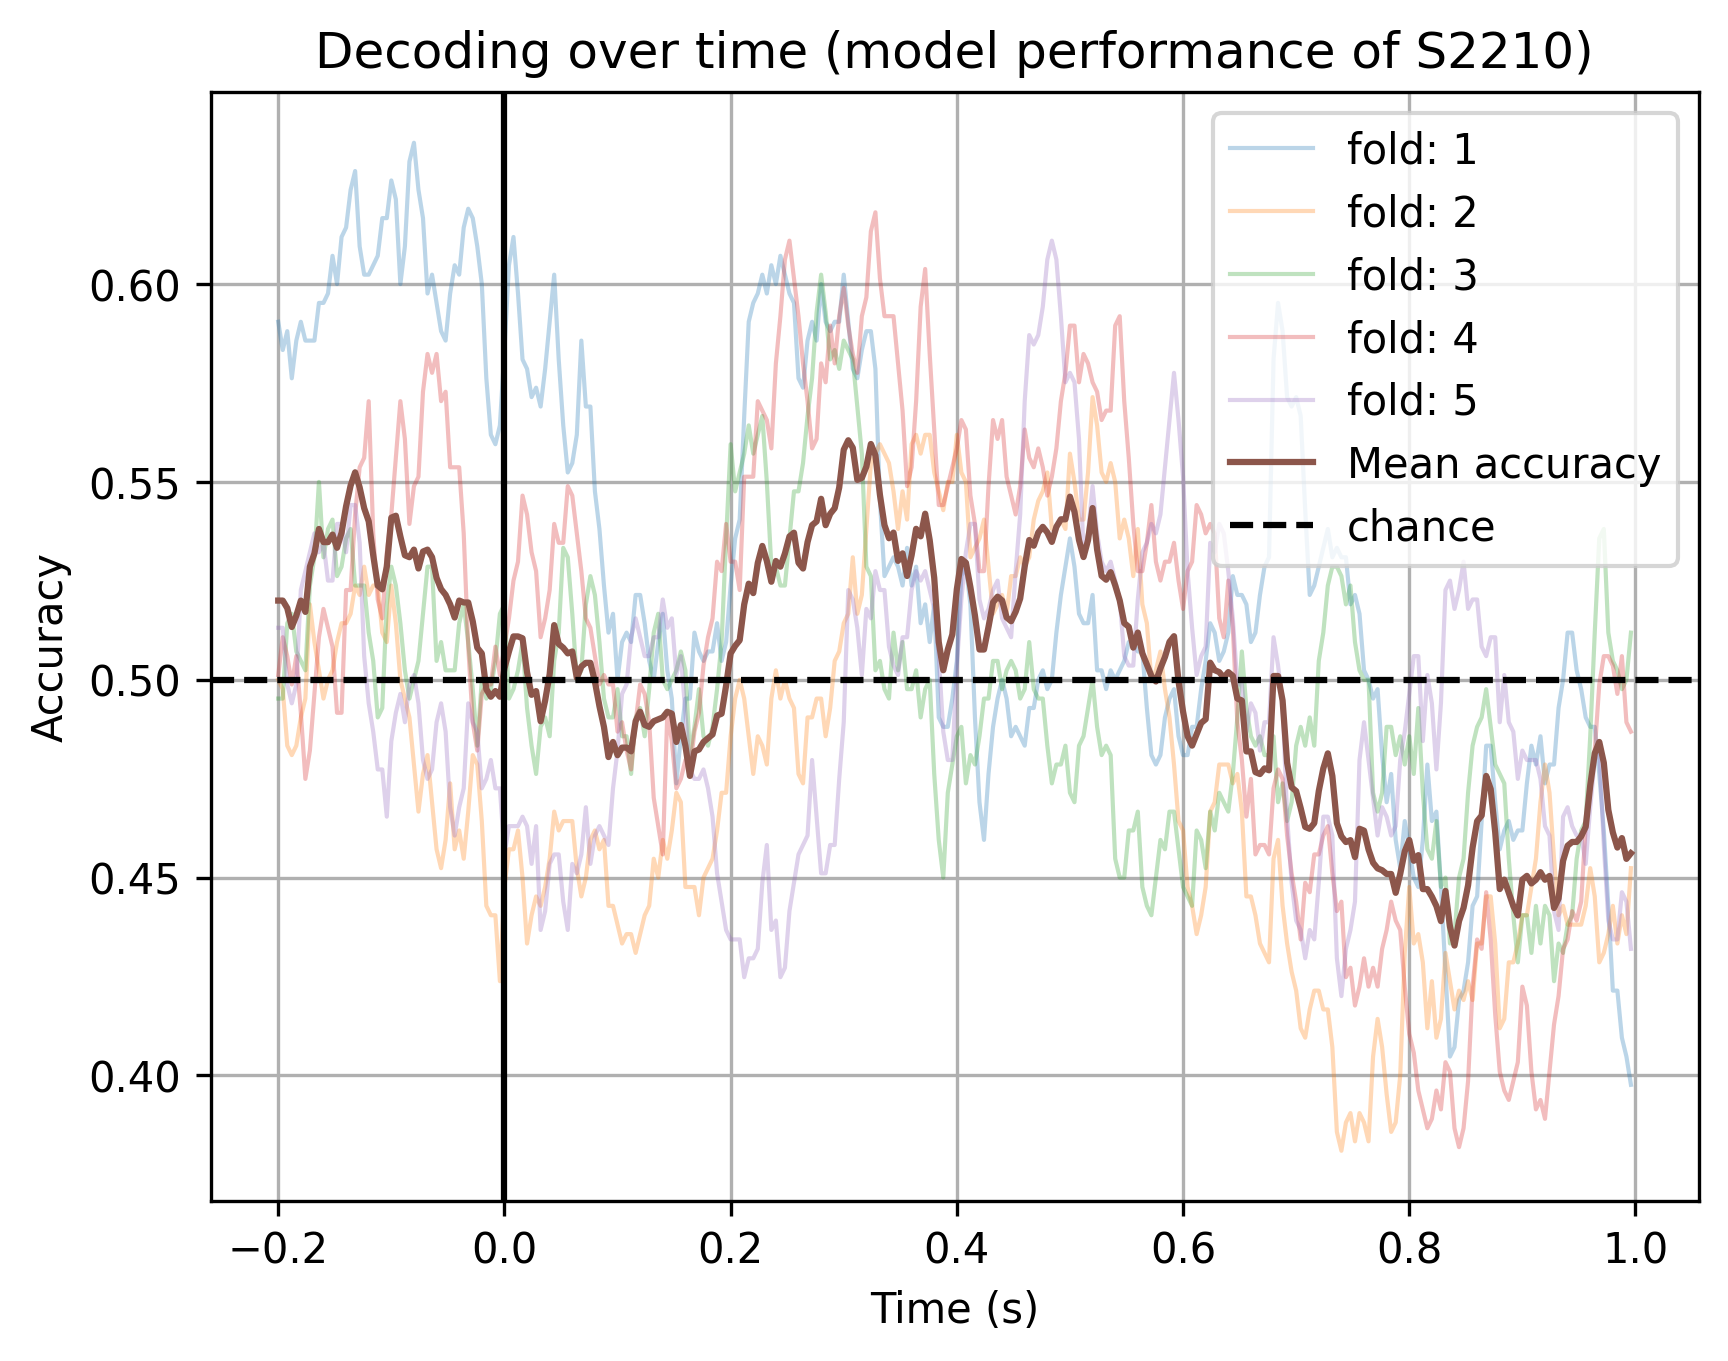 Decoding over time (model performance of S2210)
Accuracy
0.60
0.55
0.50
0.45
0.40
fold: 1
fold: 2
fold: 3
fold: 4
fold: 5
Mean accuracy
chance
−0.2 0.0 0.2 0.4 0.6 0.8 1.0
Time (s)